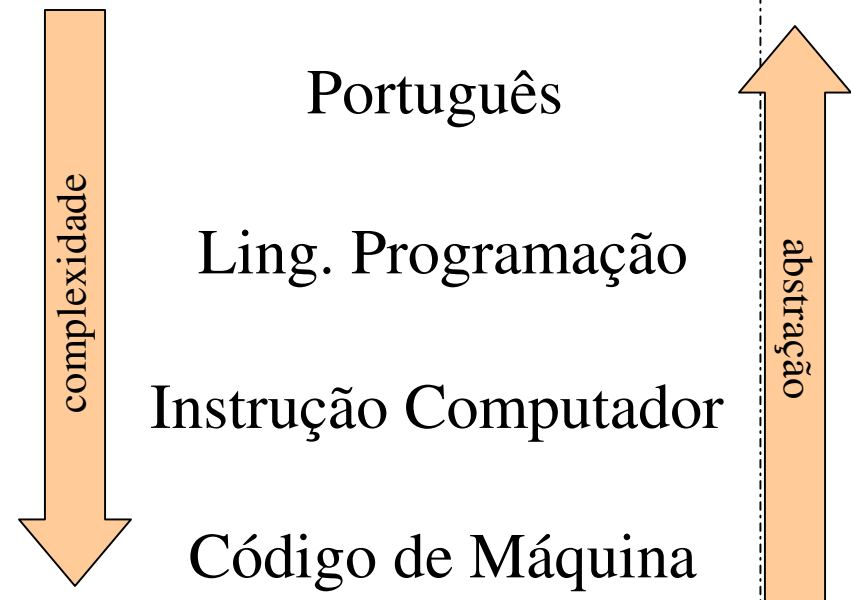 Português
complexidade
Ling. Programação
abstração
Instrução Computador
Código de Máquina